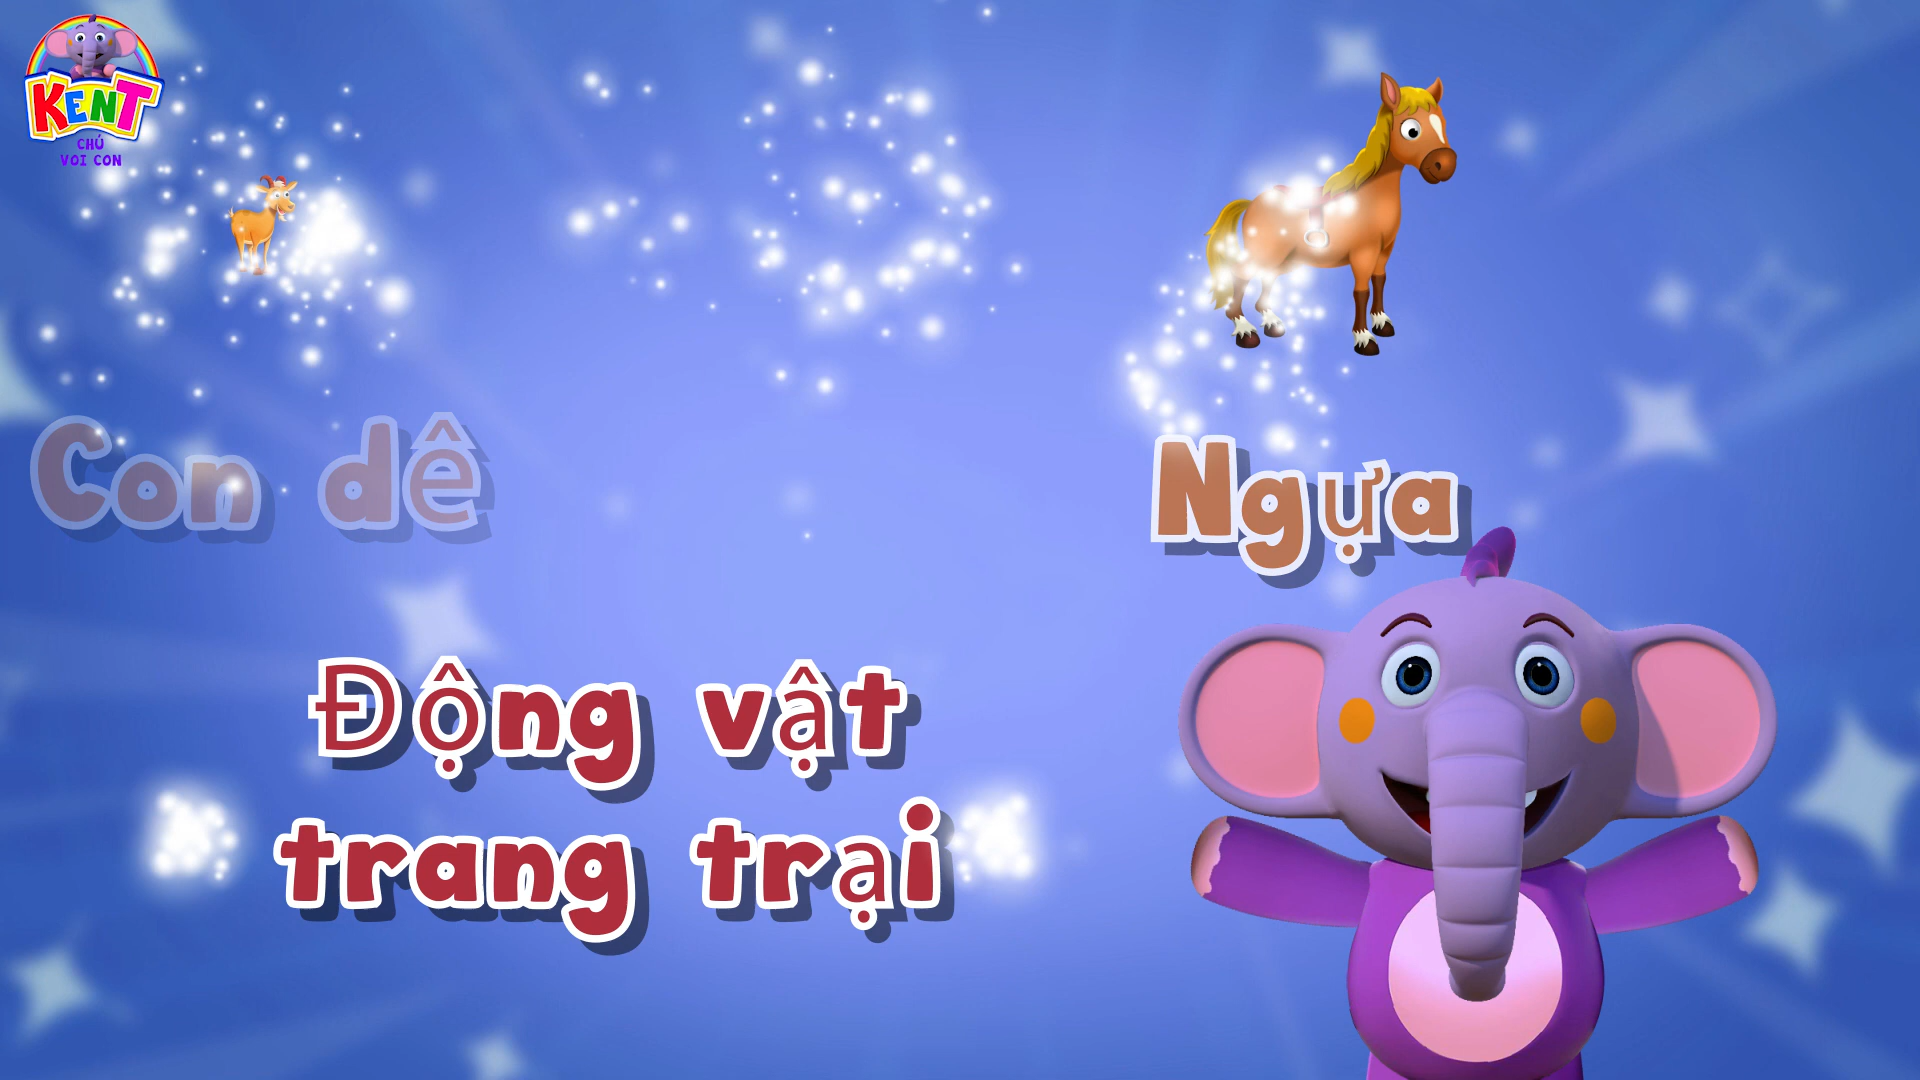 KENT
CHÚ
VOI CON
Con dê
Ngựa
Động vật
trang trại